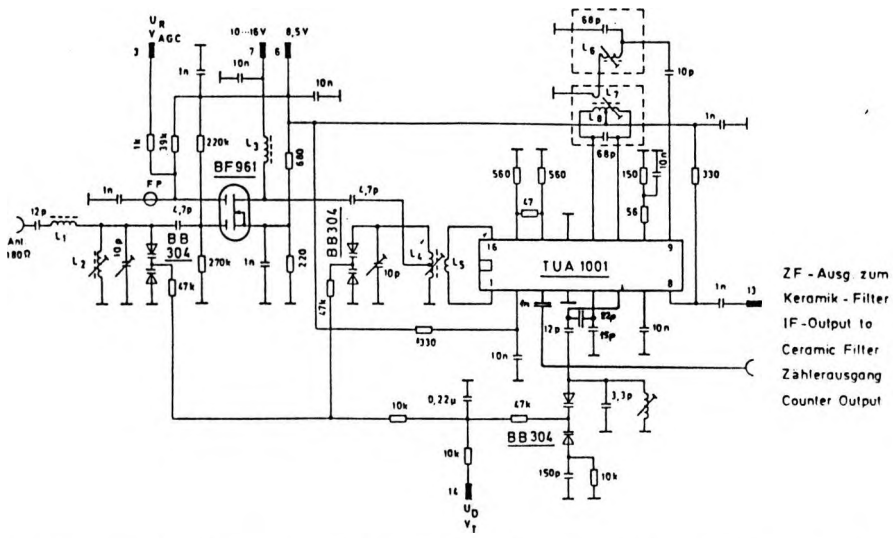 U_R
V_AGC
3
10...16V
7
8,5V
6
68p
L6
10n
1n
10n
10p
L7
L8
1n
L3
1k
39k
220k
680
68p
560
560
150
10n
330
BF961
47
56
1n
FP
4,7p
12p
4,7p
BB304
16
9
TUA 1001
1
8
Ant.
180Ω
L1
BB
304
L2
10p
270k
1n
220
10p
L4
L5
47k
47k
1n
1n
13
12p
82p
15p
10n
330
10n
ZF-Ausg. zum
Keramik-Filter
IF-Output to
Ceramic Filter
Zählerausgang
Counter Output
0,22µ
10k
47k
3,3p
BB304
10k
150p
10k
14
U_D
V_T